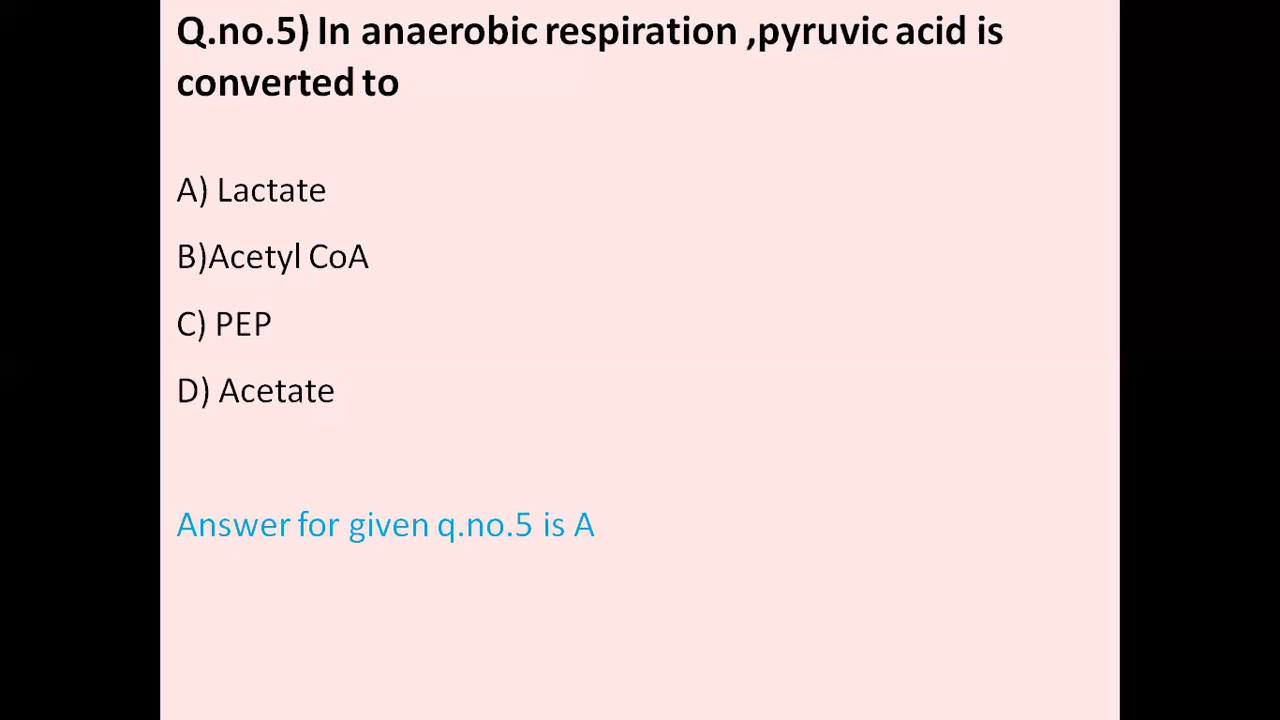 Q.no.5) In anaerobic respiration ,pyruvic acid is
converted to
A) Lactate
B)Acetyl CoA
C) PEP
D) Acetate
Answer for given q.no.5 is A